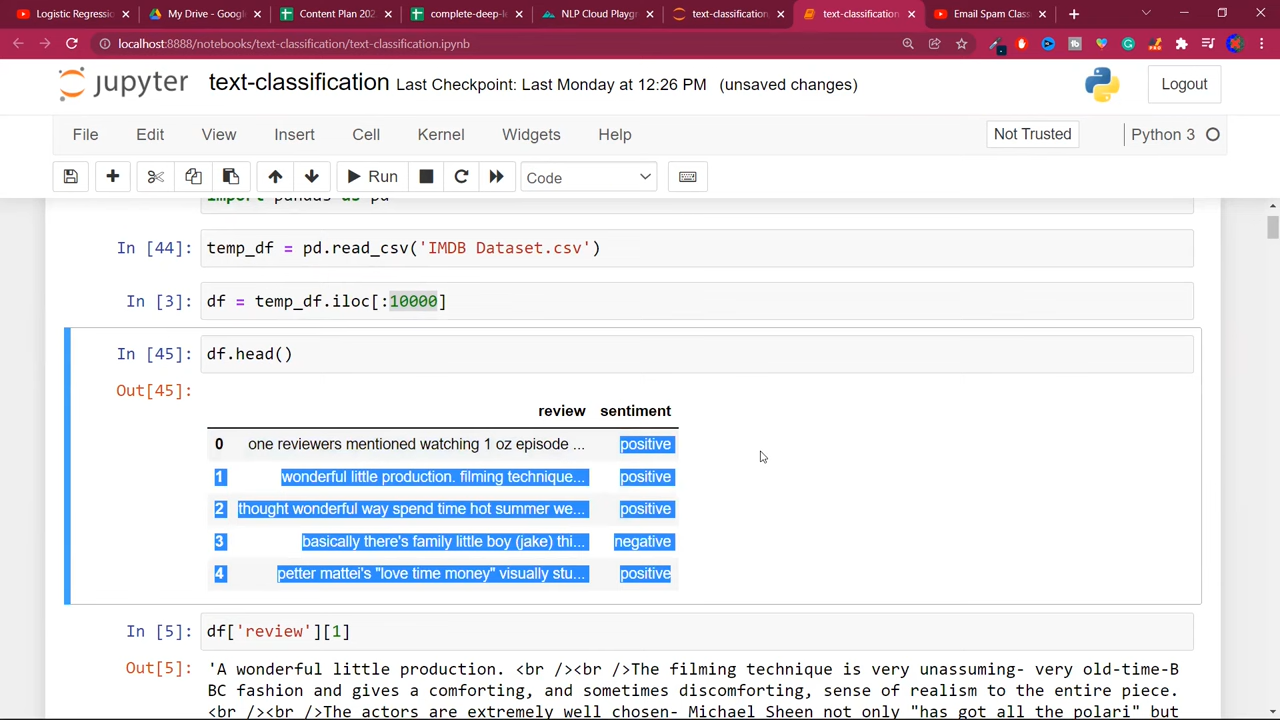 Logistic Regressi
My Drive - Google
Content Plan 202
complete-deep-l
NLP Cloud Playg
text-classification.
text-classification
Email Spam Class
localhost:8888/notebooks/text-classification/text-classification.ipynb
jupyter text-classification Last Checkpoint: Last Monday at 12:26 PM (unsaved changes) Logout
File Edit View Insert Cell Kernel Widgets Help Not Trusted Python 3
Run Code
import pandas as pd
In [44]: temp_df = pd.read_csv('IMDB Dataset.csv')
In [3]: df = temp_df.iloc[:10000]
In [45]: df.head()
Out[45]:
review sentiment
0 one reviewers mentioned watching 1 oz episode ... positive
1 wonderful little production. filming technique... positive
2 thought wonderful way spend time hot summer we... positive
3 basically there's family little boy (jake) thi... negative
4 petter mattei's "love time money" visually stu... positive
In [5]: df['review'][1]
Out[5]: 'A wonderful little production. <br /><br />The filming technique is very unassuming- very old-time-B
BC fashion and gives a comforting, and sometimes discomforting, sense of realism to the entire piece.
<br /><br />The actors are extremely well chosen- Michael Sheen not only "has got all the polari" but